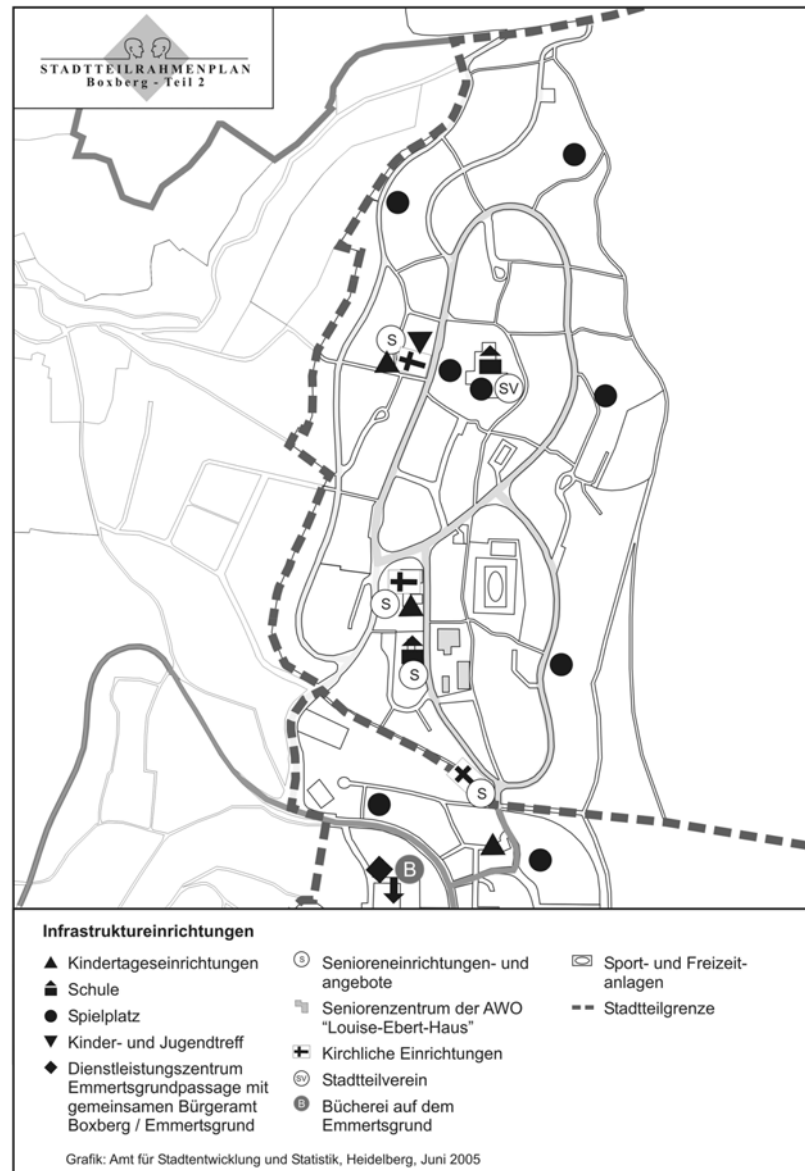 STADTTEILRAHMENPLAN
Boxberg - Teil 2
S
SV
S
S
S
B
Infrastruktureinrichtungen
Kindertageseinrichtungen
Schule
Spielplatz
Kinder- und Jugendtreff
Dienstleistungszentrum
Emmertsgrundpassage mit
gemeinsamen Bürgeramt
Boxberg / Emmertsgrund
S Senioreneinrichtungen- und
angebote
Seniorenzentrum der AWO
"Louise-Ebert-Haus"
Kirchliche Einrichtungen
SV Stadtteilverein
B Bücherei auf dem
Emmertsgrund
Sport- und Freizeit-
anlagen
Stadtteilgrenze
Grafik: Amt für Stadtentwicklung und Statistik, Heidelberg, Juni 2005